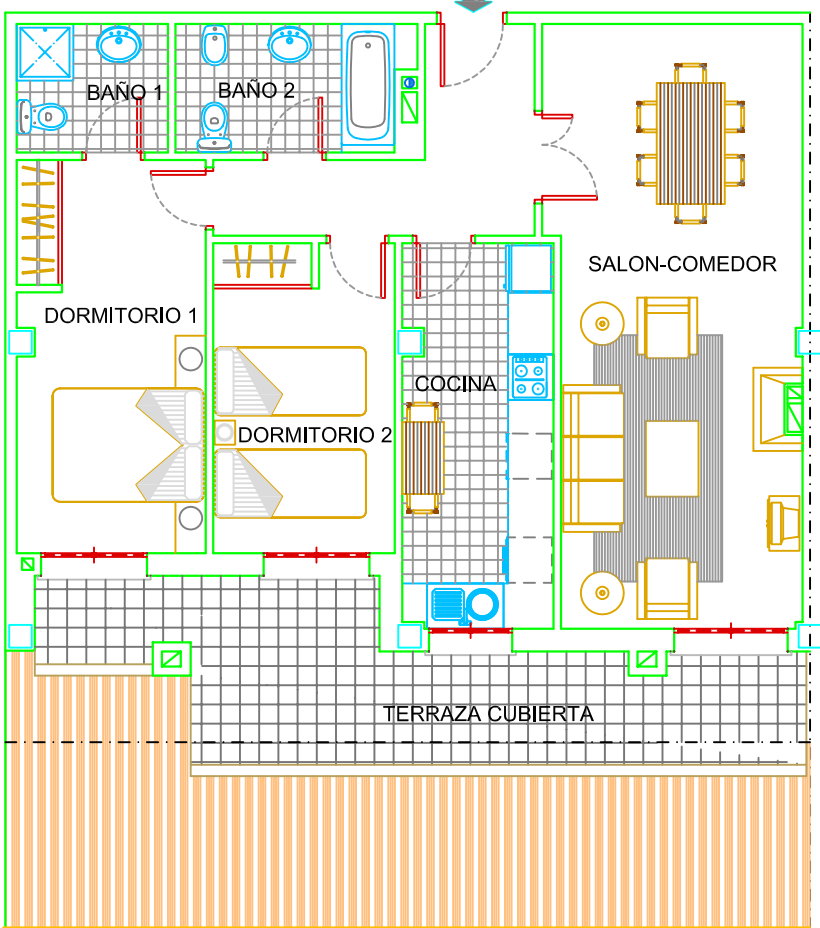 BAÑO 1
BAÑO 2
SALON-COMEDOR
DORMITORIO 1
COCINA
DORMITORIO 2
TERRAZA CUBIERTA